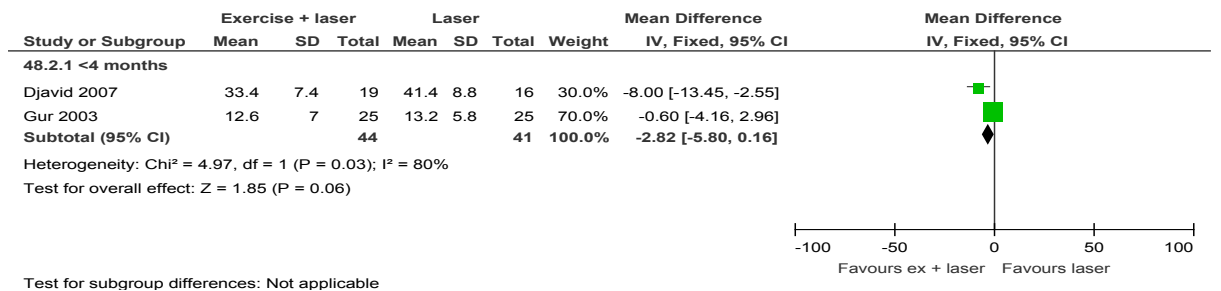 Exercise + laser Laser Mean Difference Mean Difference
Study or Subgroup Mean SD Total Mean SD Total Weight IV, Fixed, 95% CI IV, Fixed, 95% CI
48.2.1 <4 months
Djavid 2007 33.4 7.4 19 41.4 8.8 16 30.0% -8.00 [-13.45, -2.55]
Gur 2003 12.6 7 25 13.2 5.8 25 70.0% -0.60 [-4.16, 2.96]
Subtotal (95% CI) 44 41 100.0% -2.82 [-5.80, 0.16]
Heterogeneity: Chi² = 4.97, df = 1 (P = 0.03); I² = 80%
Test for overall effect: Z = 1.85 (P = 0.06)
-100 -50 0 50 100
Favours ex + laser Favours laser
Test for subgroup differences: Not applicable